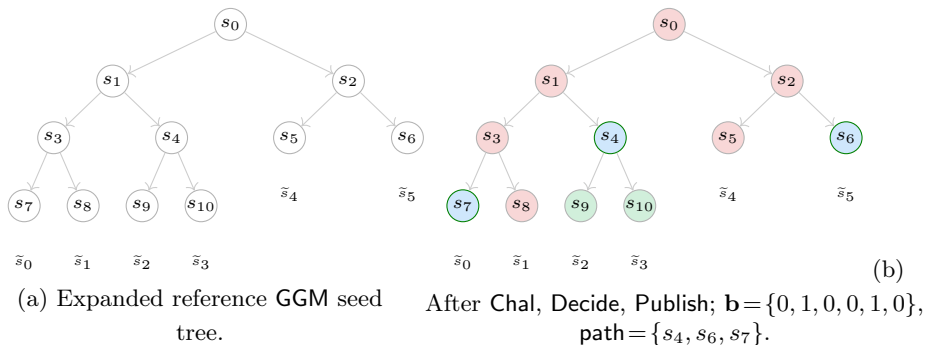 s₀
s₁ s₂
s₃ s₄ s₅ s₆
s₇ s₈ s₉ s₁₀
s̃₄ s̃₅
s̃₀ s̃₁ s̃₂ s̃₃
(a) Expanded reference GGM seed
tree.
s₀
s₁ s₂
s₃ s₄ s₅ s₆
s₇ s₈ s₉ s₁₀
s̃₄ s̃₅
s̃₀ s̃₁ s̃₂ s̃₃
(b)
After Chal, Decide, Publish; b={0, 1, 0, 0, 1, 0},
path={s₄, s₆, s₇}.